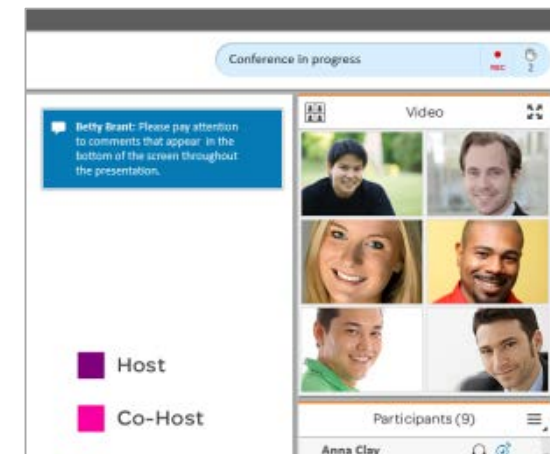 Conference in progress
REC
2
Betty Brant: Please pay attention
to comments that appear in the
bottom of the screen throughout
the presentation.
Video
Host
Co-Host
Participants (9)
Anna Clay